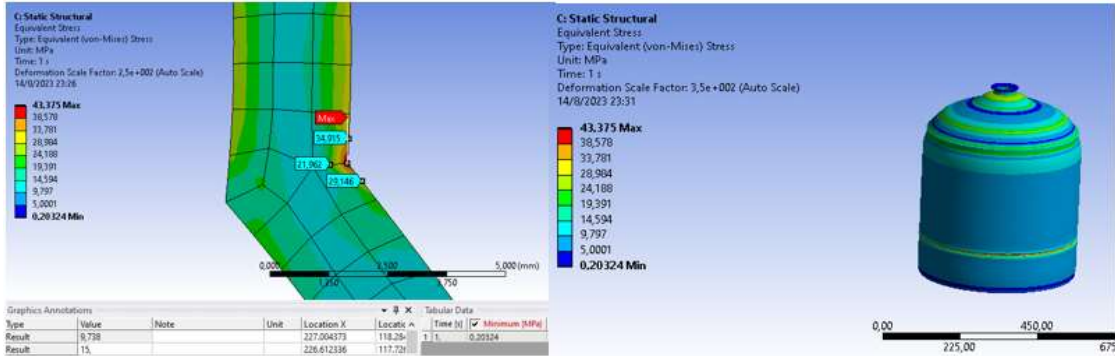 C: Static Structural
Equivalent Stress
Type: Equivalent (von-Mises) Stress
Unit: MPa
Time: 1 s
Deformation Scale Factor: 2,5e+002 (Auto Scale)
14/8/2023 23:26
43,375 Max
38,578
33,781
28,984
24,188
19,391
14,594
9,797
5,0001
0,20324 Min
Max
34,915
21,962
29,146
0,000
2,500
5,000 (mm)
1,250
3,750
Graphics Annotations
Type Value Note Unit Location X Locatic
Result 9,738 227.004373 118.284
Result 15, 226.612336
Tabular Data
Time [s] Minimum [MPa]
1 1, 0,20324
C: Static Structural
Equivalent Stress
Type: Equivalent (von-Mises) Stress
Unit: MPa
Time: 1 s
Deformation Scale Factor: 3,5e+002 (Auto Scale)
14/8/2023 23:31
43,375 Max
38,578
33,781
28,984
24,188
19,391
14,594
9,797
5,0001
0,20324 Min
0,00
450,00
225,00
675